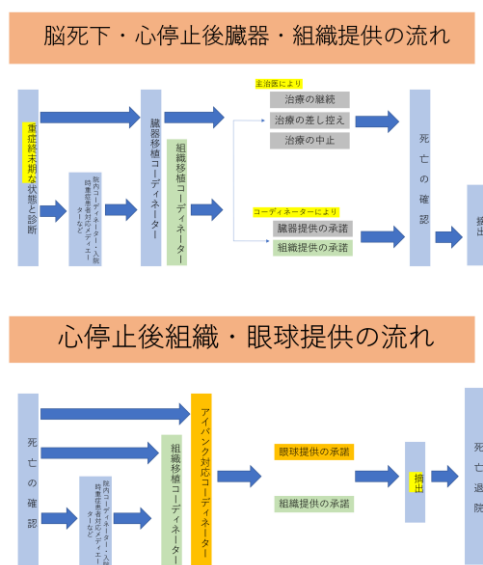 脳死下・心停止後臓器・組織提供の流れ
重症終末期な状態と診断
院内コーディネーター・入院
時重症患者対応メディエー
ターなど
臓器移植コーディネーター
組織移植コーディネーター
主治医により
治療の継続
治療の差し控え
治療の中止
コーディネーターにより
臓器提供の承諾
組織提供の承諾
死亡の確認
摘出
心停止後組織・眼球提供の流れ
死亡の確認
院内コーディネーター・入院
時重症患者対応メディエー
ターなど
組織移植コーディネーター
アイバンク対応コーディネーター
眼球提供の承諾
組織提供の承諾
摘出
死亡退院